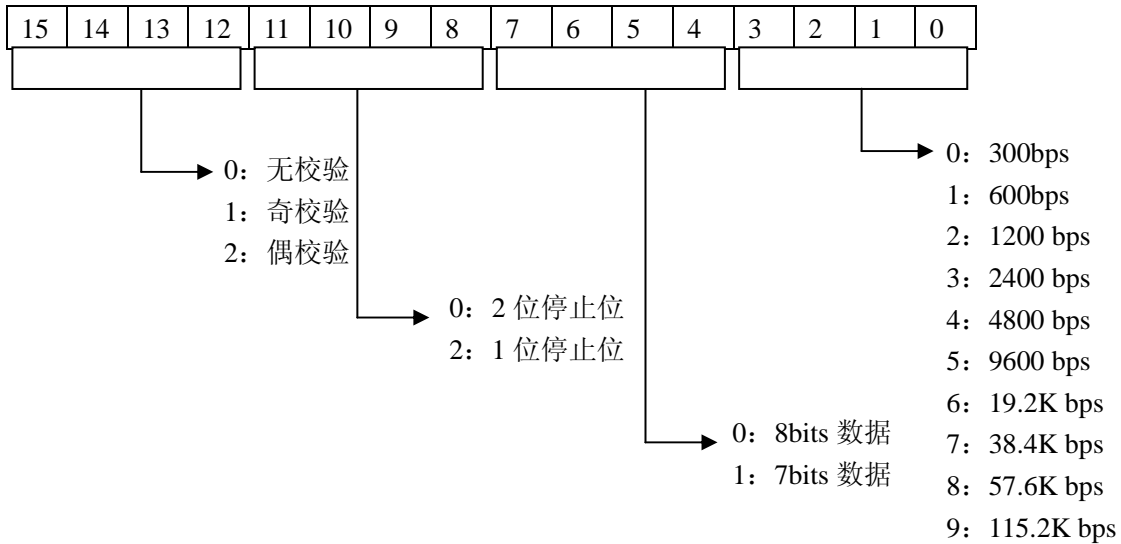 15 14 13 12 11 10 9 8 7 6 5 4 3 2 1 0
0：无校验
1：奇校验
2：偶校验
0：2 位停止位
2：1 位停止位
0：8bits 数据
1：7bits 数据
0：300bps
1：600bps
2：1200 bps
3：2400 bps
4：4800 bps
5：9600 bps
6：19.2K bps
7：38.4K bps
8：57.6K bps
9：115.2K bps